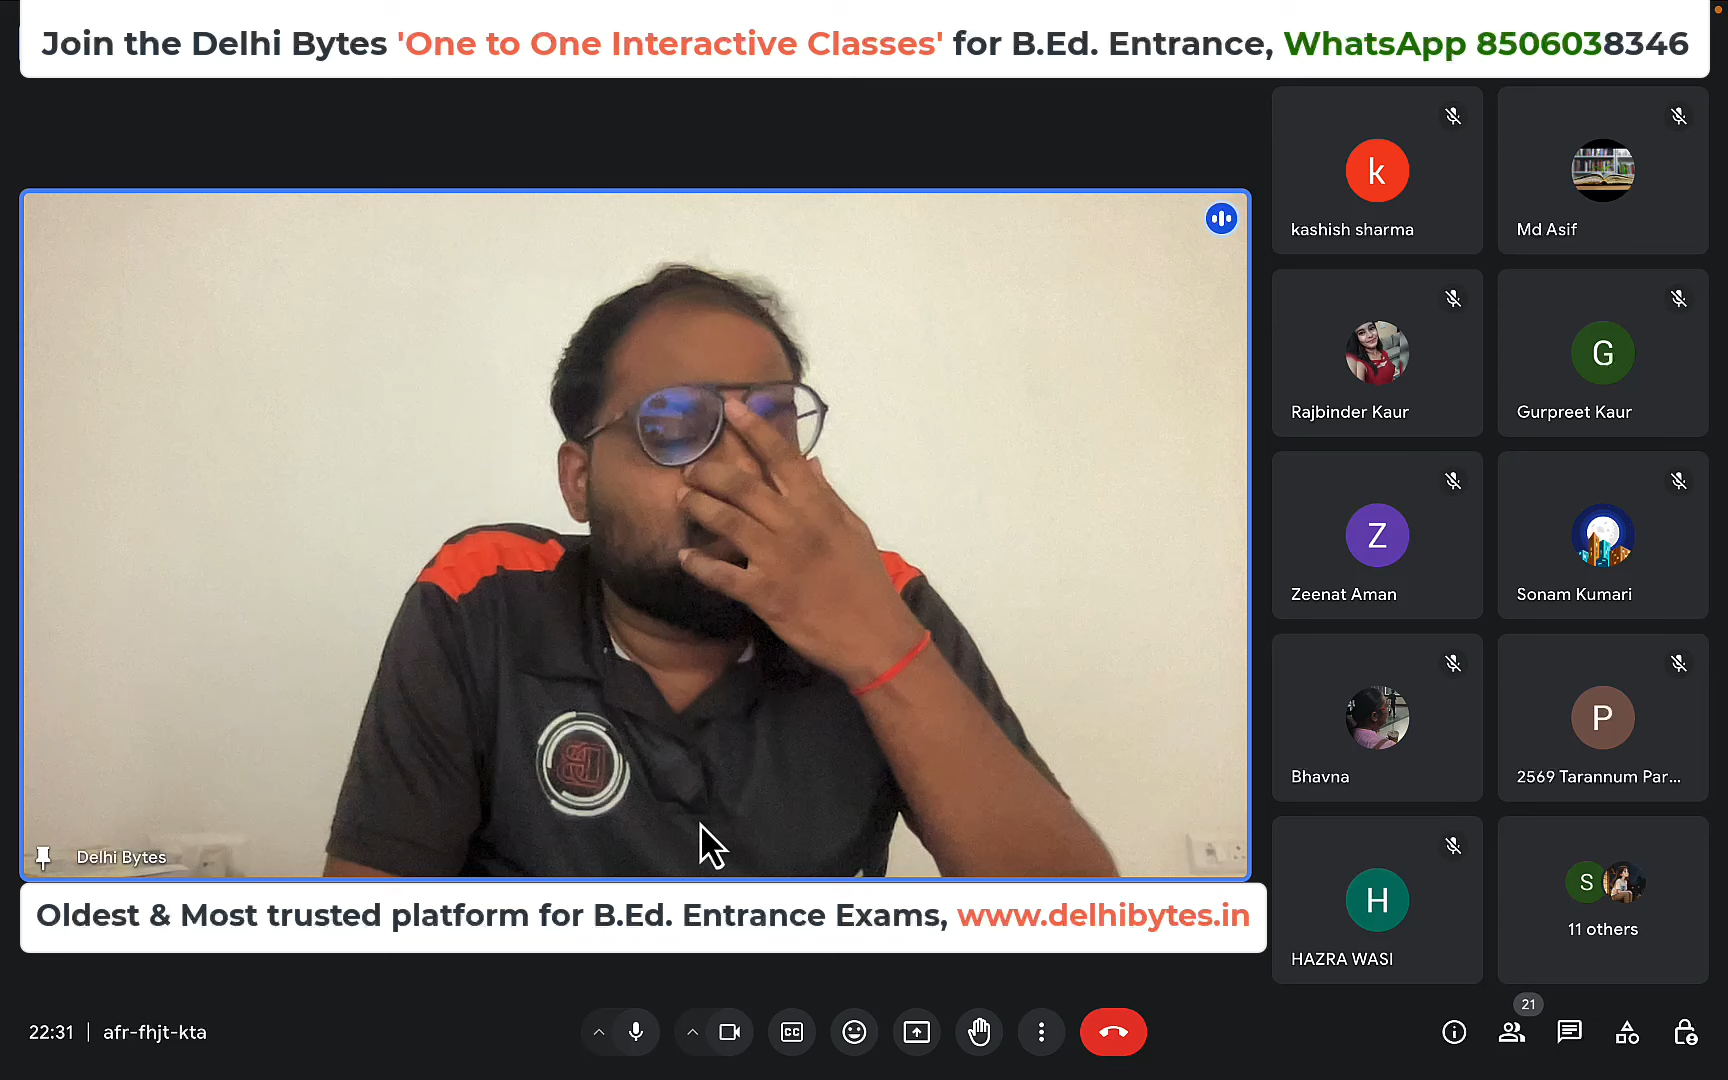 Join the Delhi Bytes 'One to One Interactive Classes' for B.Ed. Entrance, WhatsApp 8506038346
k
kashish sharma
Md Asif
Rajbinder Kaur
G
Gurpreet Kaur
Z
Zeenat Aman
Sonam Kumari
Bhavna
P
2569 Tarannum Par...
Delhi Bytes
H
HAZRA WASI
S
11 others
Oldest & Most trusted platform for B.Ed. Entrance Exams, www.delhibytes.in
22:31 | afr-fhjt-kta
CC
21